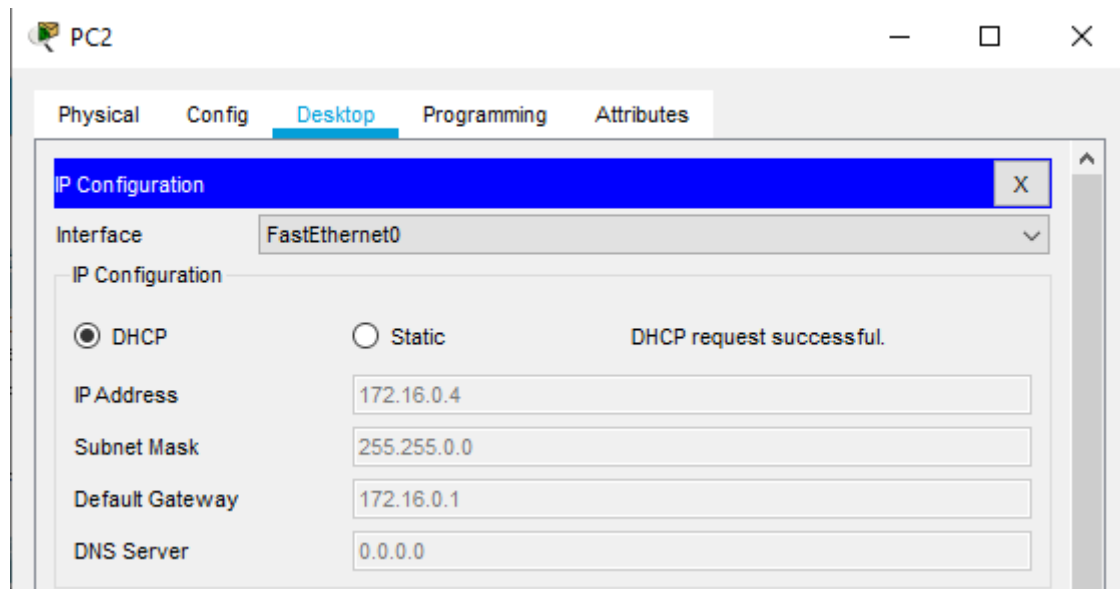 PC2
Physical Config Desktop Programming Attributes
IP Configuration X
Interface FastEthernet0
IP Configuration
DHCP Static DHCP request successful.
IP Address 172.16.0.4
Subnet Mask 255.255.0.0
Default Gateway 172.16.0.1
DNS Server 0.0.0.0